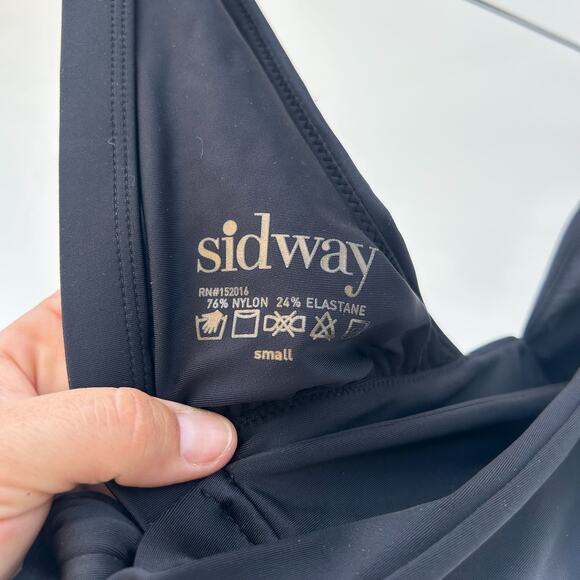 sidway
RN#152016
76% NYLON 24% ELASTANE
small